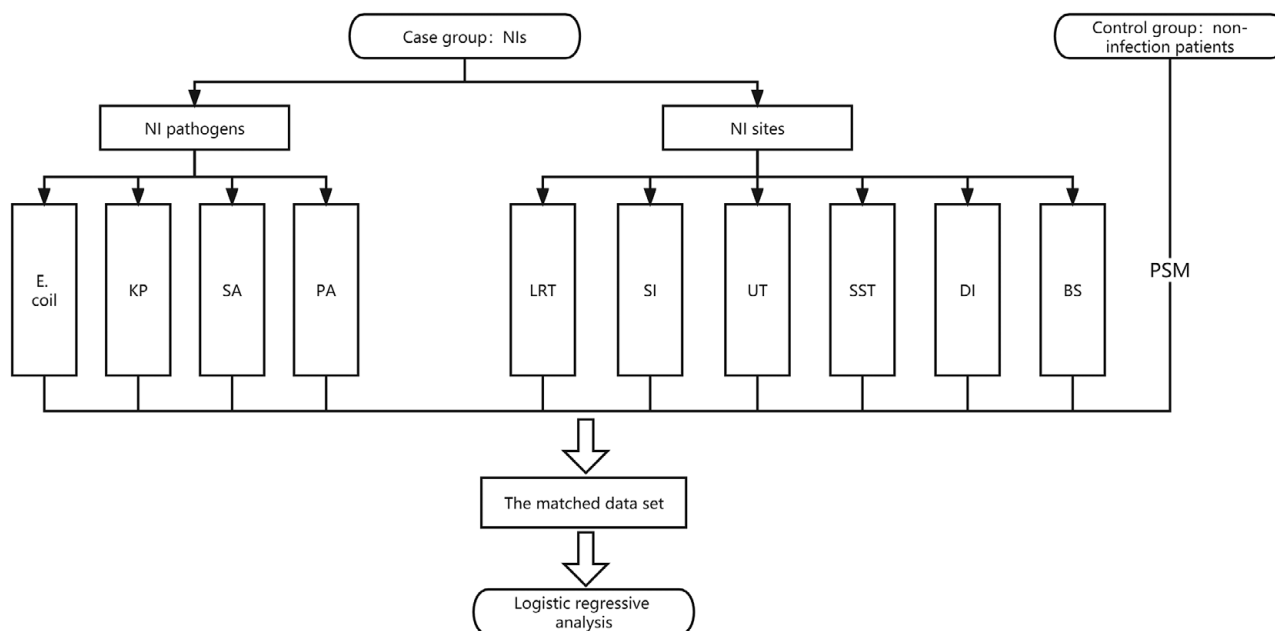 Case group：NIs
Control group：non-
infection patients
NI pathogens
NI sites
E.
coil
KP
SA
PA
LRT
SI
UT
SST
DI
BS
PSM
The matched data set
Logistic regressive
analysis